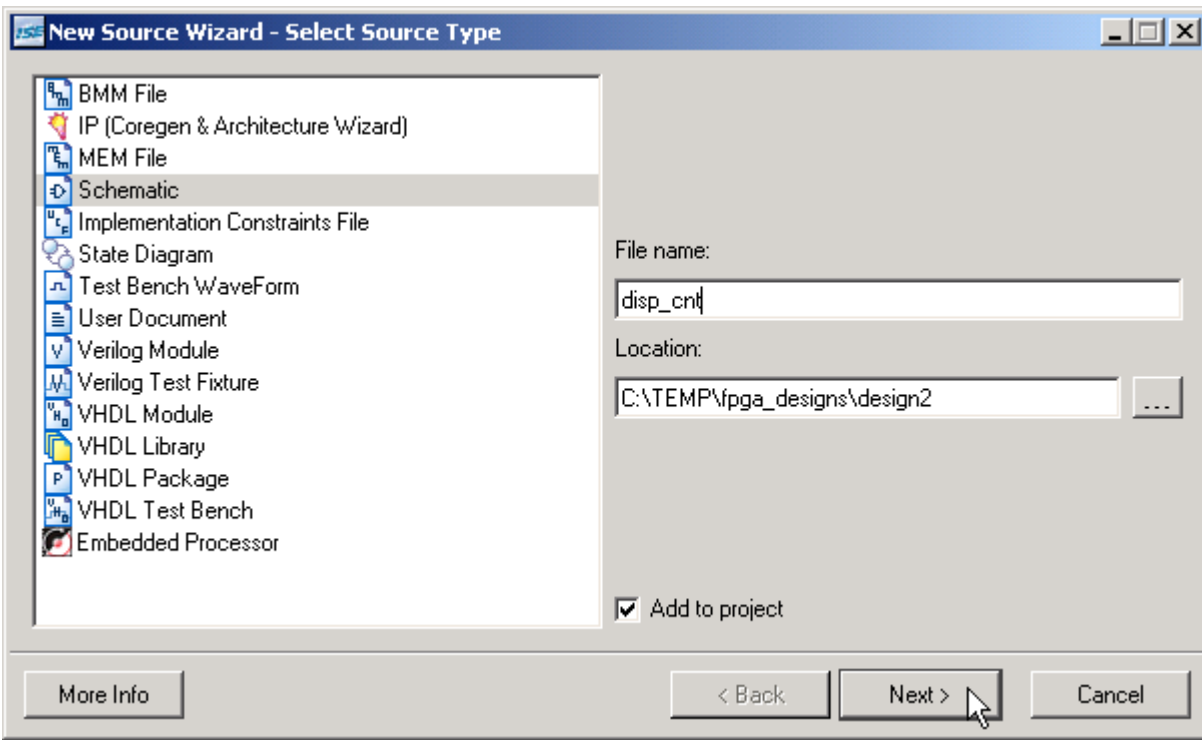 ISE New Source Wizard - Select Source Type
BMM File
IP (Coregen & Architecture Wizard)
MEM File
Schematic
Implementation Constraints File
State Diagram
Test Bench WaveForm
User Document
Verilog Module
Verilog Test Fixture
VHDL Module
VHDL Library
VHDL Package
VHDL Test Bench
Embedded Processor
File name:
disp_cnt
Location:
C:\TEMP\fpga_designs\design2
...
Add to project
More Info
< Back
Next >
Cancel